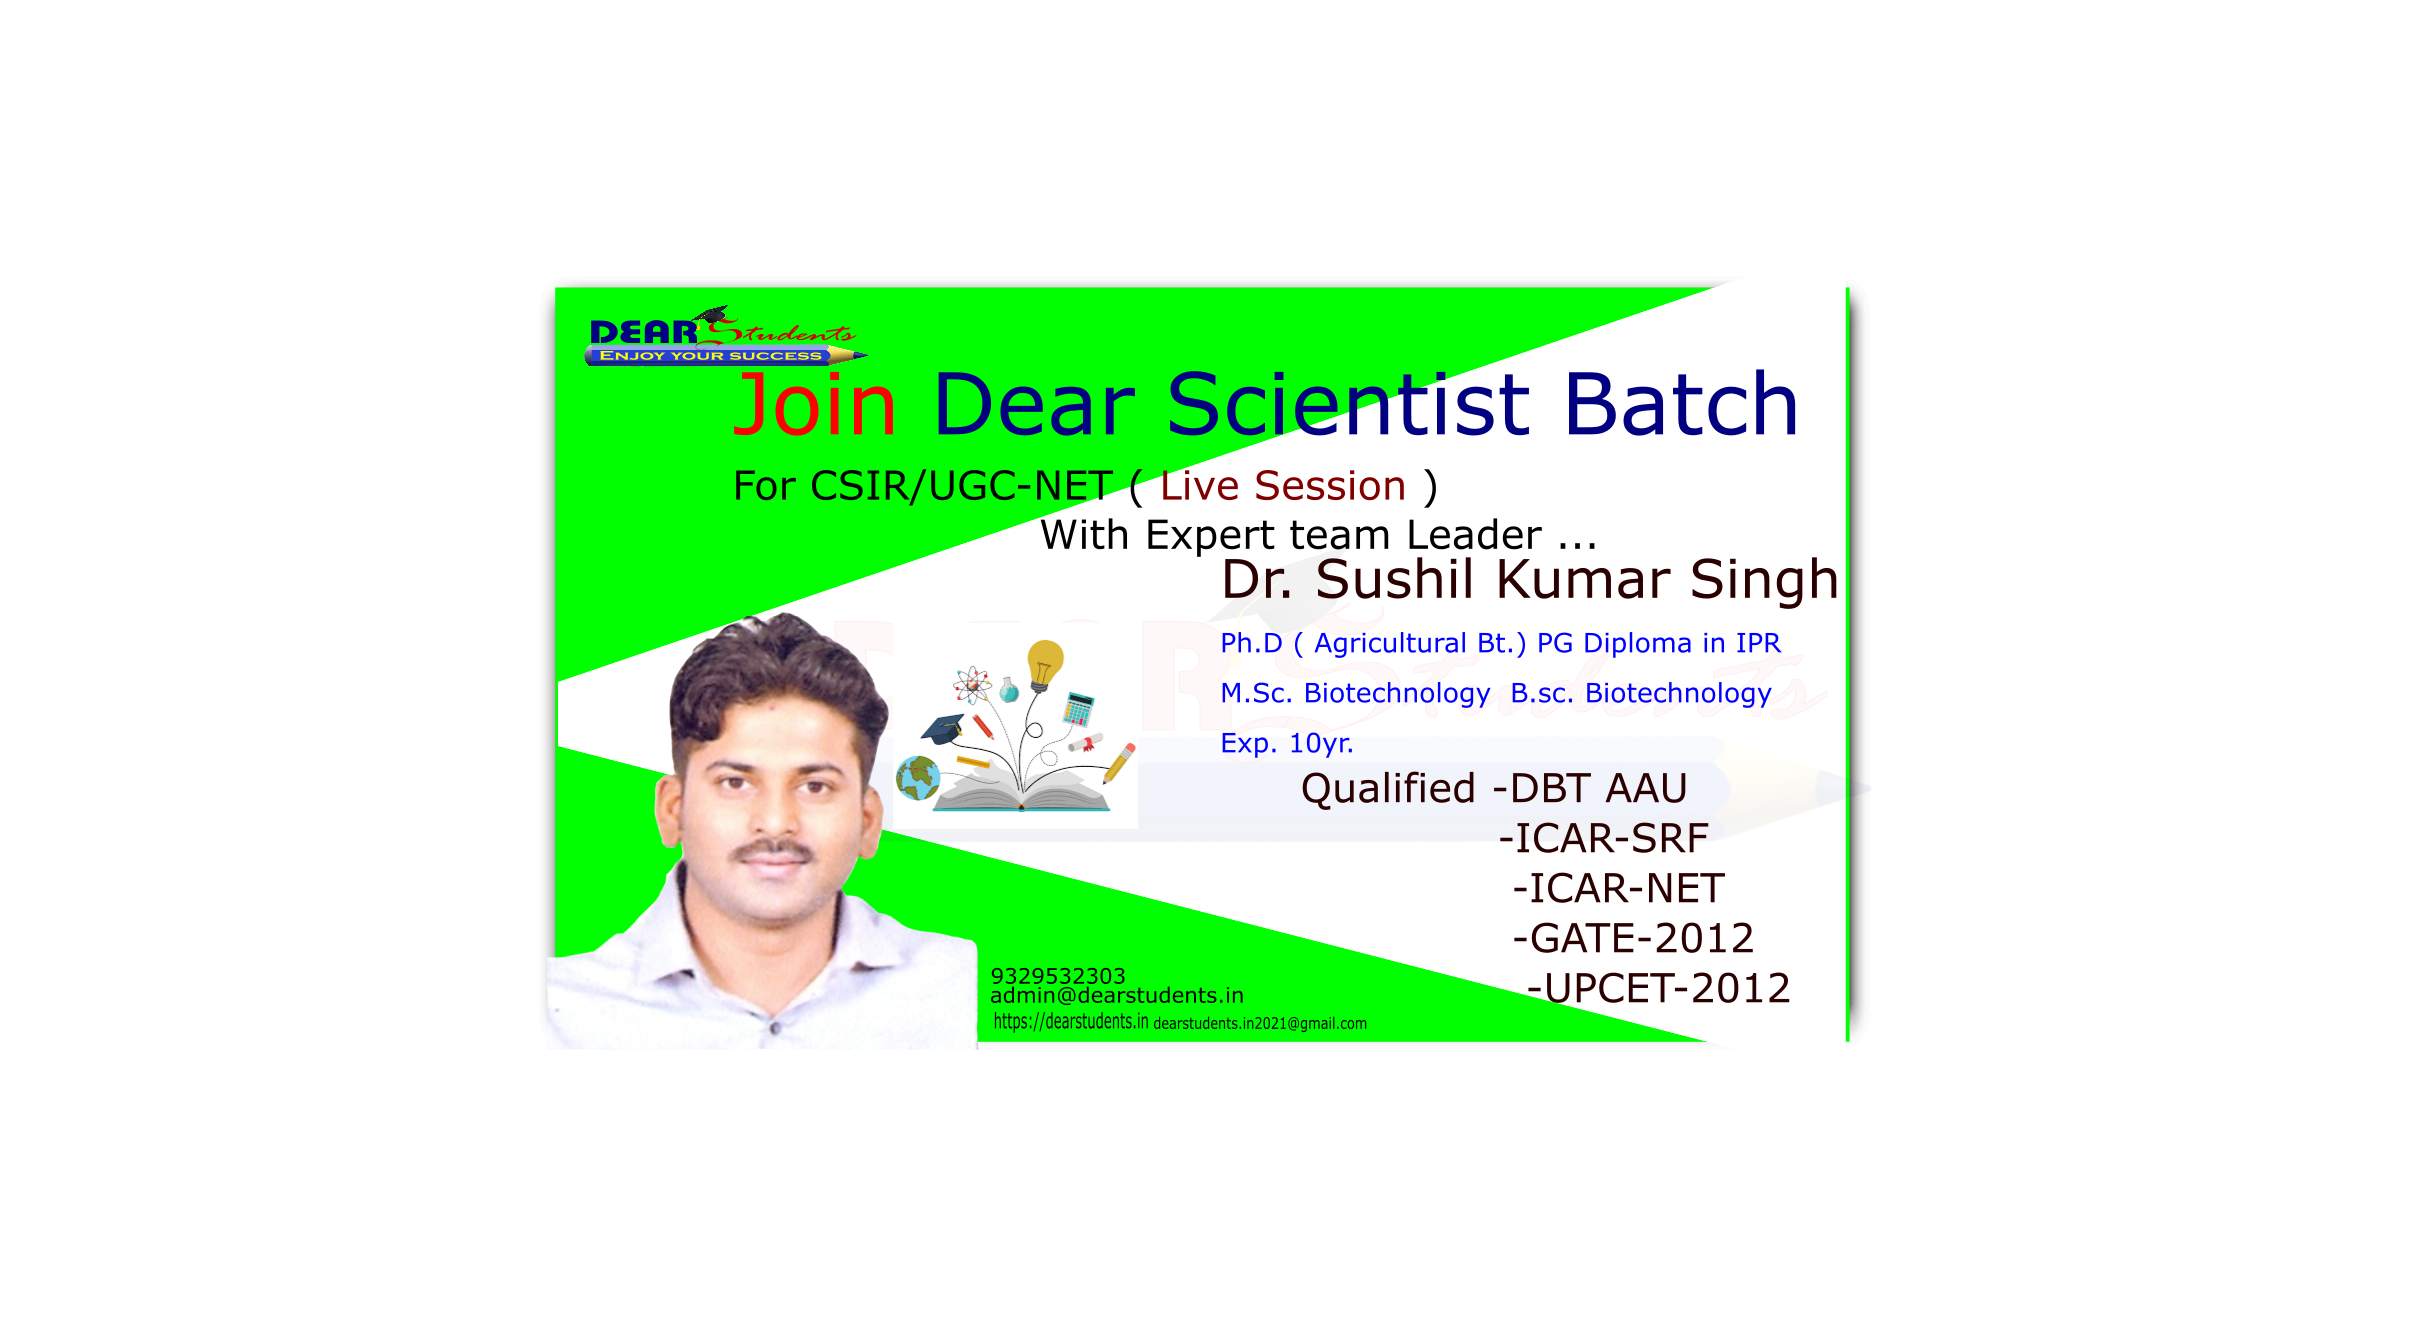 DEAR Students
ENJOY YOUR SUCCESS
Join Dear Scientist Batch
For CSIR/UGC-NET ( Live Session )
With Expert team Leader ...
Dr. Sushil Kumar Singh
Ph.D ( Agricultural Bt.) PG Diploma in IPR
M.Sc. Biotechnology B.sc. Biotechnology
Exp. 10yr.
Qualified -DBT AAU
-ICAR-SRF
-ICAR-NET
-GATE-2012
-UPCET-2012
9329532303
admin@dearstudents.in
https://dearstudents.in dearstudents.in2021@gmail.com